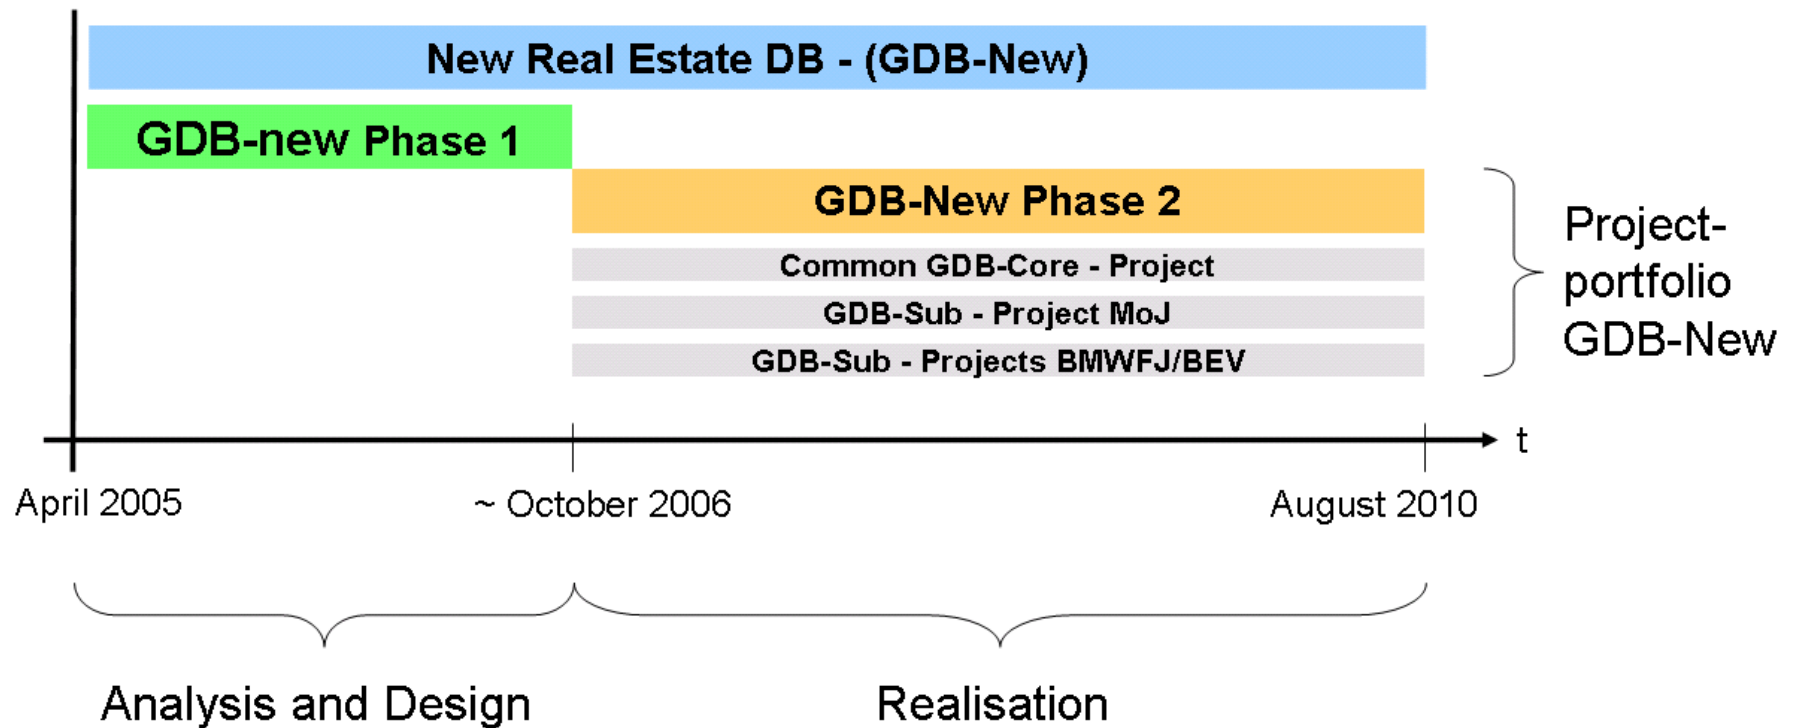 New Real Estate DB - (GDB-New)
GDB-new Phase 1
GDB-New Phase 2
Common GDB-Core - Project
GDB-Sub - Project MoJ
GDB-Sub - Projects BMWFJ/BEV
Project-
portfolio
GDB-New
t
April 2005
~ October 2006
August 2010
Analysis and Design
Realisation